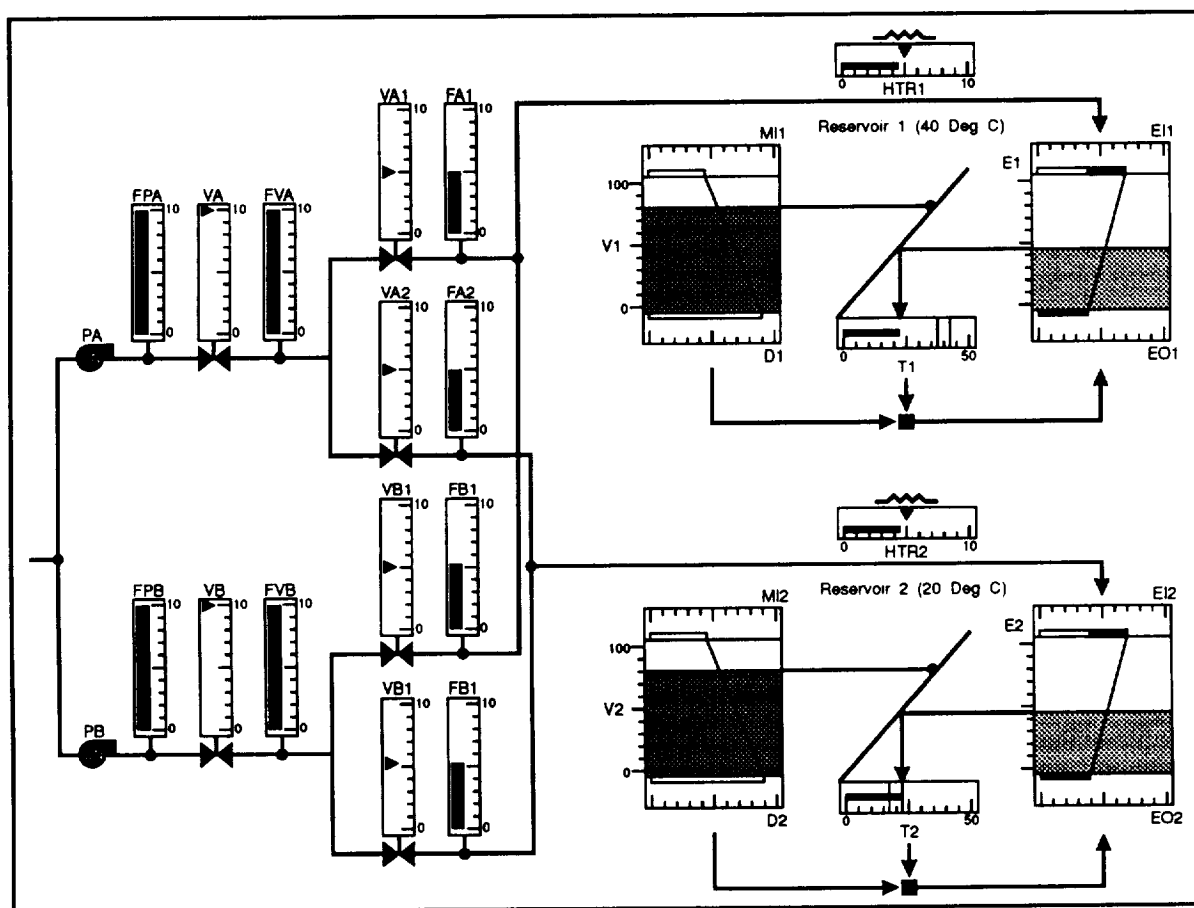 HTR1
0 10
VA1
10
0
FA1
10
0
MI1
Reservoir 1 (40 Deg C)
EI1
E1
100
V1
0
D1
0 50
T1
EO1
FPA
10
0
VA
10
FVA
10
0
PA
VA2
10
0
FA2
10
0
VB1
10
0
FB1
10
0
0 10
HTR2
MI2
Reservoir 2 (20 Deg C)
EI2
E2
100
V2
0
D2
0 50
T2
EO2
FPB
10
0
VB
10
0
FVB
10
0
PB
VB1
10
0
FB1
10
0